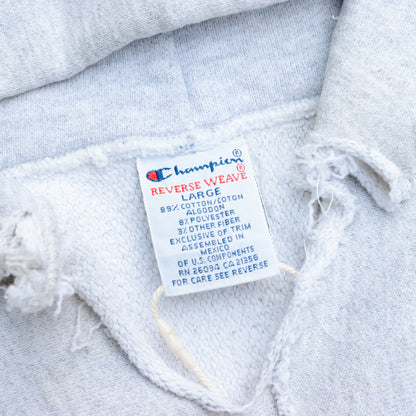 Champion®
REVERSE WEAVE®
LARGE
89% COTTON/COTON
ALGODON
8% POLYESTER
3% OTHER FIBER
EXCLUSIVE OF TRIM
ASSEMBLED IN
MEXICO
OF U.S. COMPONENTS
RN 26094 CA 21356
FOR CARE SEE REVERSE